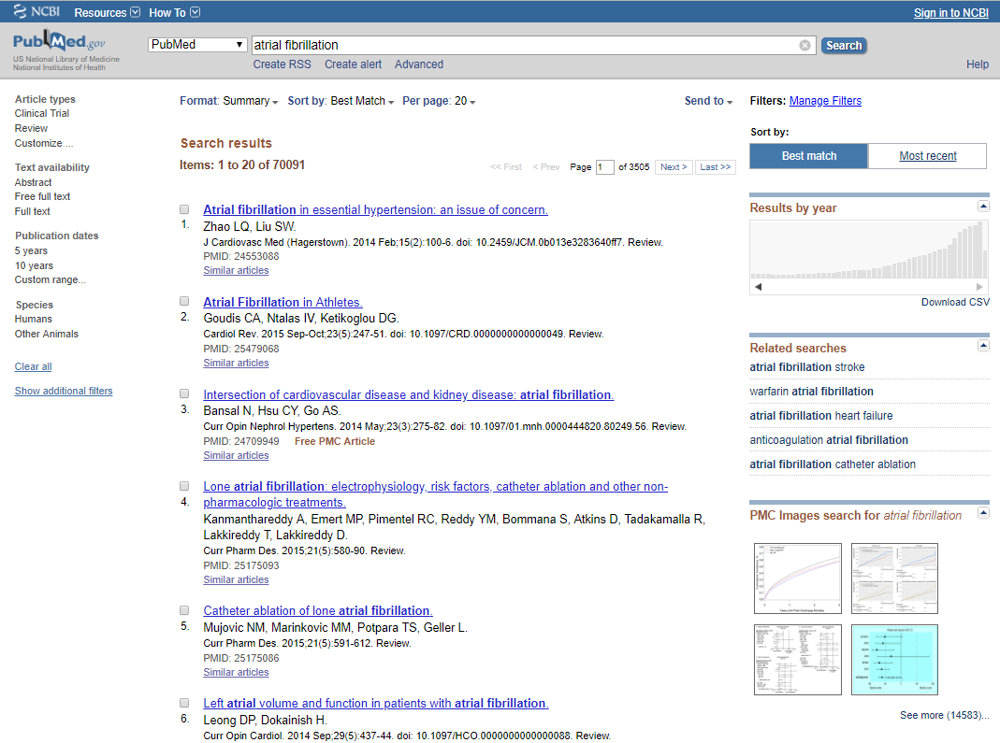 NCBI Resources How To Sign in to NCBI
PubMed.gov
US National Library of Medicine
National Institutes of Health
PubMed
atrial fibrillation
Search
Create RSS Create alert Advanced
Help
Article types
Clinical Trial
Review
Customize ...
Text availability
Abstract
Free full text
Full text
Publication dates
5 years
10 years
Custom range...
Species
Humans
Other Animals
Clear all
Show additional filters
Format: Summary Sort by: Best Match Per page: 20 Send to
Search results
Items: 1 to 20 of 70091
<< First < Prev Page 1 of 3505 Next > Last >>
Atrial fibrillation in essential hypertension: an issue of concern.
1. Zhao LQ, Liu SW.
J Cardiovasc Med (Hagerstown). 2014 Feb;15(2):100-6. doi: 10.2459/JCM.0b013e3283640ff7. Review.
PMID: 24553088
Similar articles
Atrial Fibrillation in Athletes.
2. Goudis CA, Ntalas IV, Ketikoglou DG.
Cardiol Rev. 2015 Sep-Oct;23(5):247-51. doi: 10.1097/CRD.0000000000000049. Review.
PMID: 25479068
Similar articles
Intersection of cardiovascular disease and kidney disease: atrial fibrillation.
3. Bansal N, Hsu CY, Go AS.
Curr Opin Nephrol Hypertens. 2014 May;23(3):275-82. doi: 10.1097/01.mnh.0000444820.80249.56. Review.
PMID: 24709949 Free PMC Article
Similar articles
Lone atrial fibrillation: electrophysiology, risk factors, catheter ablation and other non-
4. pharmacologic treatments.
Kanmanthareddy A, Emert MP, Pimentel RC, Reddy YM, Bommana S, Atkins D, Tadakamalla R,
Lakkireddy T, Lakkireddy D.
Curr Pharm Des. 2015;21(5):580-90. Review.
PMID: 25175093
Similar articles
Catheter ablation of lone atrial fibrillation.
5. Mujovic NM, Marinkovic MM, Potpara TS, Geller L.
Curr Pharm Des. 2015;21(5):591-612. Review.
PMID: 25175086
Similar articles
Left atrial volume and function in patients with atrial fibrillation.
6. Leong DP, Dokainish H.
Curr Opin Cardiol. 2014 Sep;29(5):437-44. doi: 10.1097/HCO.0000000000000088. Review.
Filters: Manage Filters
Sort by:
Best match Most recent
Results by year
Download CSV
Related searches
atrial fibrillation stroke
warfarin atrial fibrillation
atrial fibrillation heart failure
anticoagulation atrial fibrillation
atrial fibrillation catheter ablation
PMC Images search for atrial fibrillation
See more (14583)...